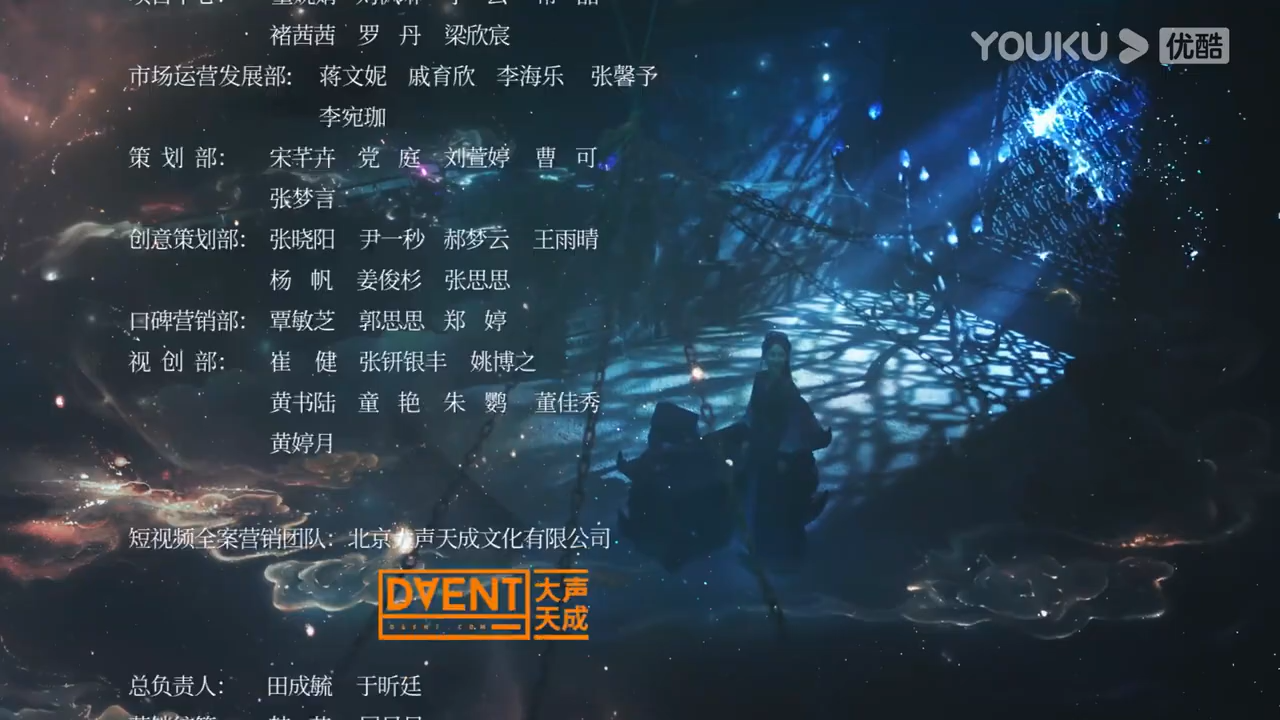 YOUKU 优酷
褚茜茜 罗 丹 梁欣宸
市场运营发展部: 蒋文妮 戚育欣 李海乐 张馨予
李宛珈
策 划 部: 宋芊卉 党 庭 刘萱婷 曹 可
张梦言
创意策划部: 张晓阳 尹一秒 郝梦云 王雨晴
杨 帆 姜俊杉 张思思
口碑营销部: 覃敏芝 郭思思 郑 婷
视 创 部: 崔 健 张钘银丰 姚博之
黄书陆 童 艳 朱 鹦 董佳秀
黄婷月
短视频全案营销团队: 北京大声天成文化有限公司
DVENT 大声
天成
总负责人: 田成毓 于昕廷